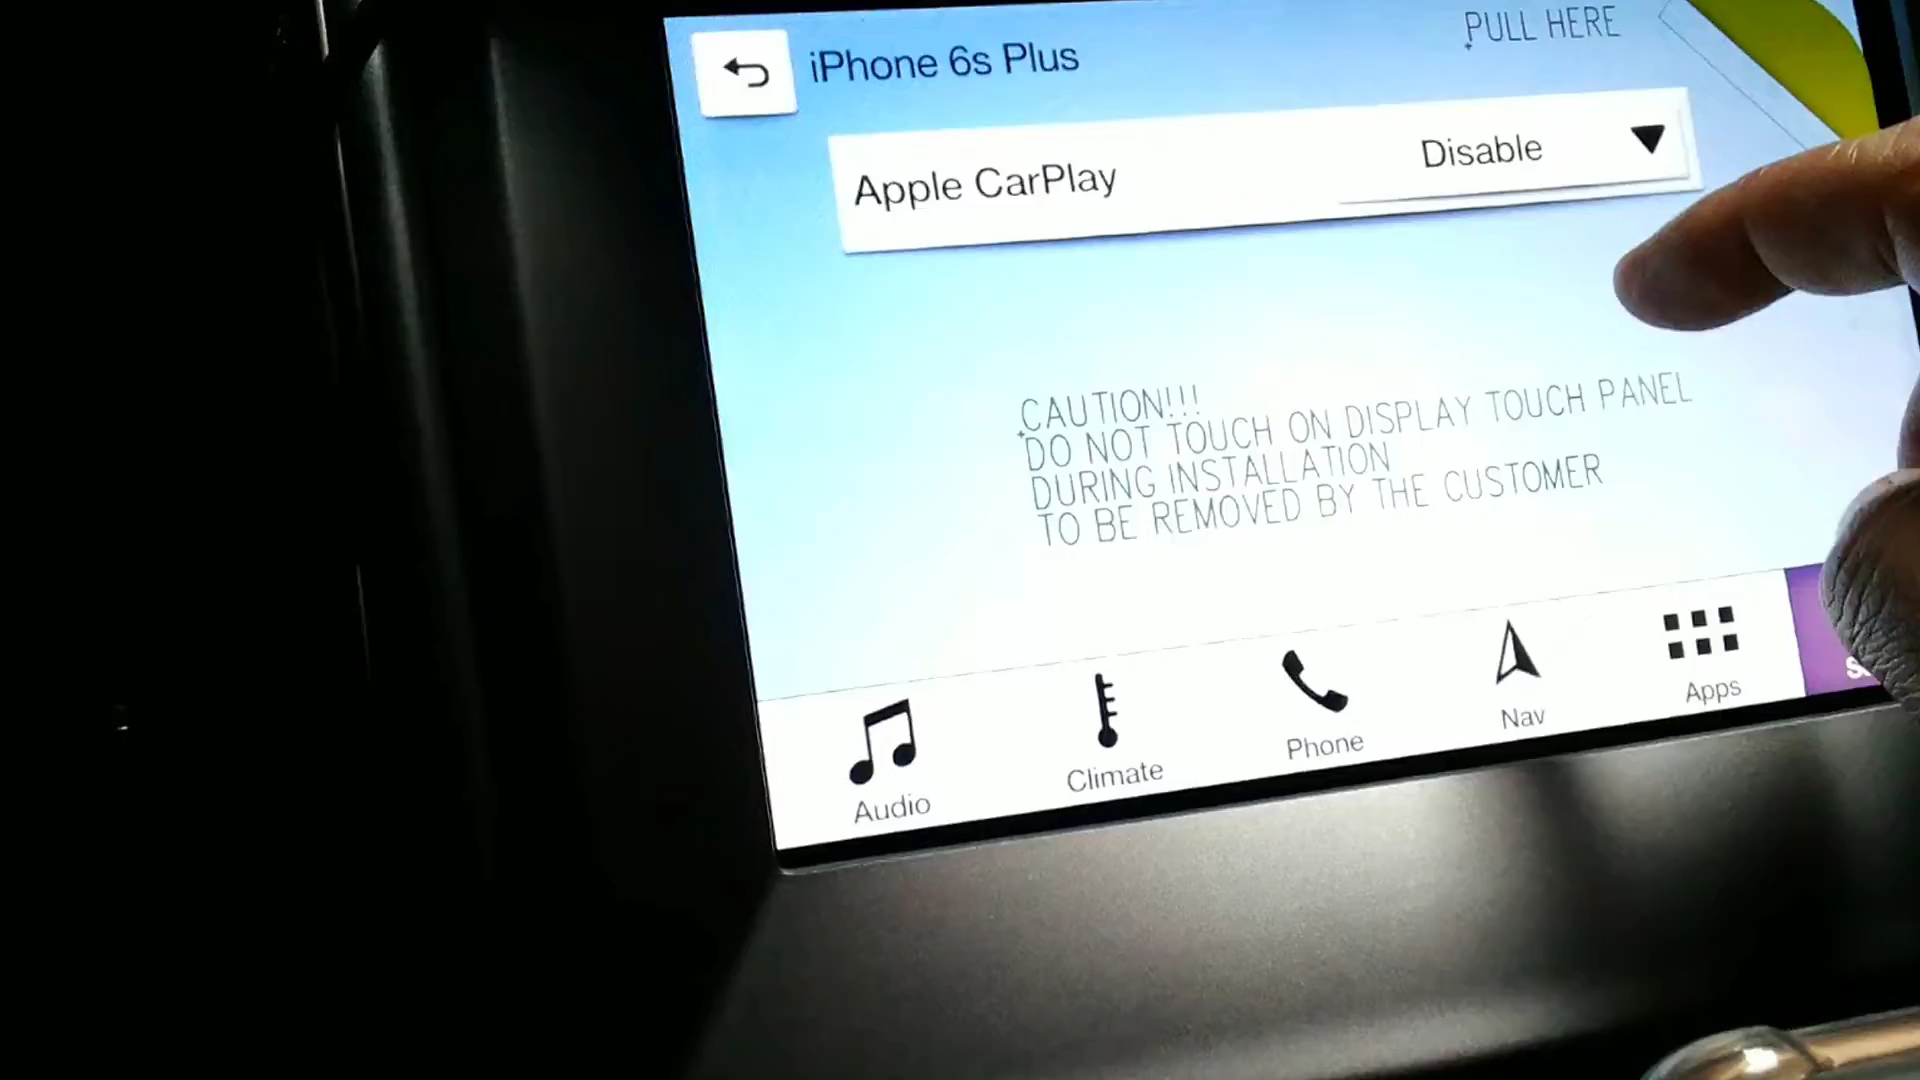 PULL HERE
iPhone 6s Plus
Apple CarPlay
Disable
CAUTION!!!
DO NOT TOUCH ON DISPLAY TOUCH PANEL
DURING INSTALLATION
TO BE REMOVED BY THE CUSTOMER
Audio
Climate
Phone
Nav
Apps